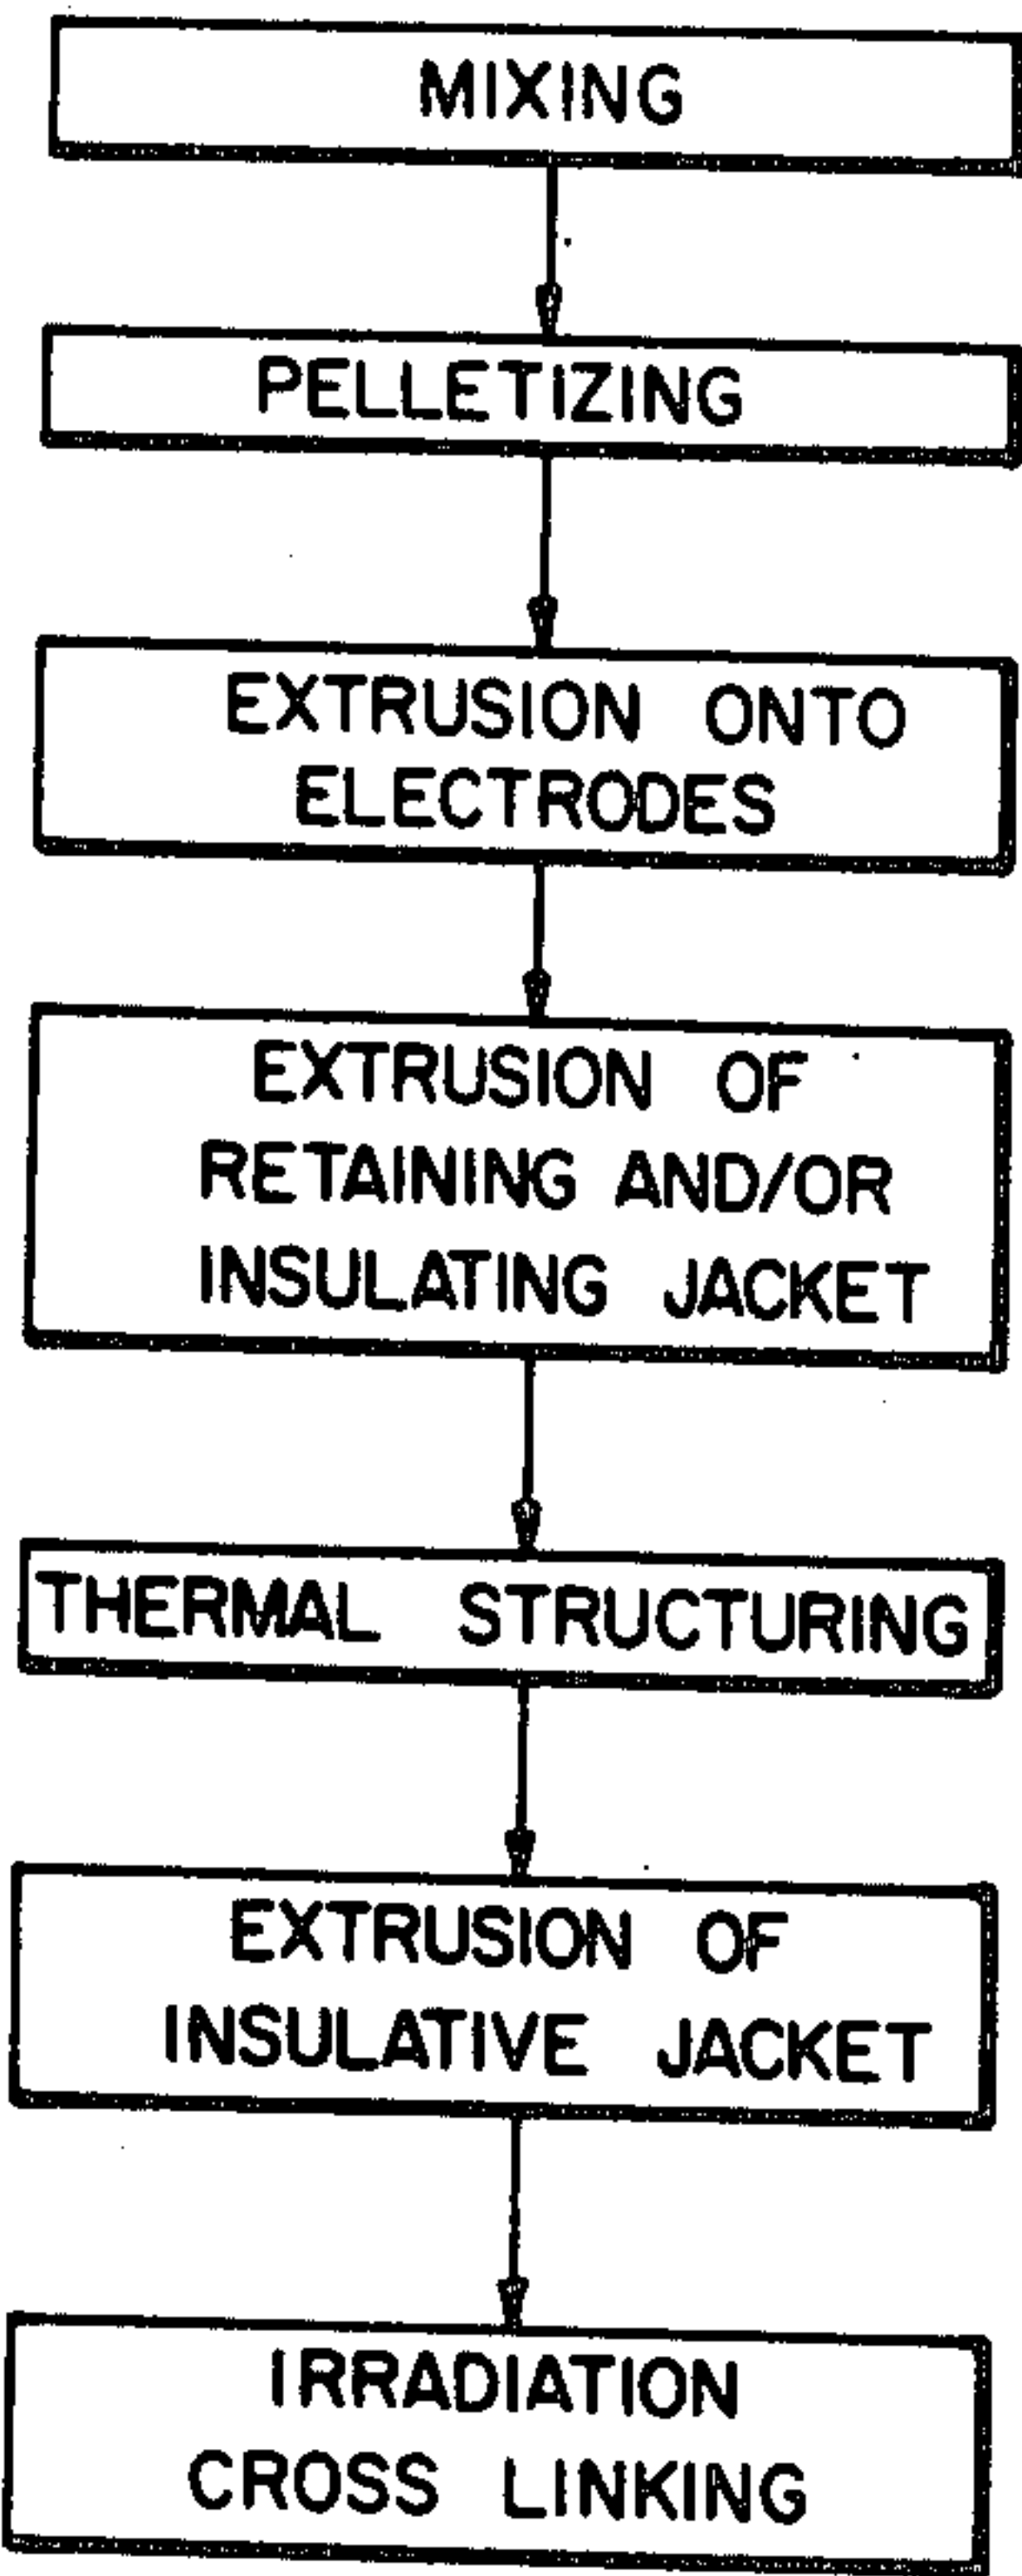 MIXING
PELLETIZING
EXTRUSION ONTO
ELECTRODES
EXTRUSION OF
RETAINING AND/OR
INSULATING JACKET
THERMAL STRUCTURING
EXTRUSION OF
INSULATIVE JACKET
IRRADIATION
CROSS LINKING